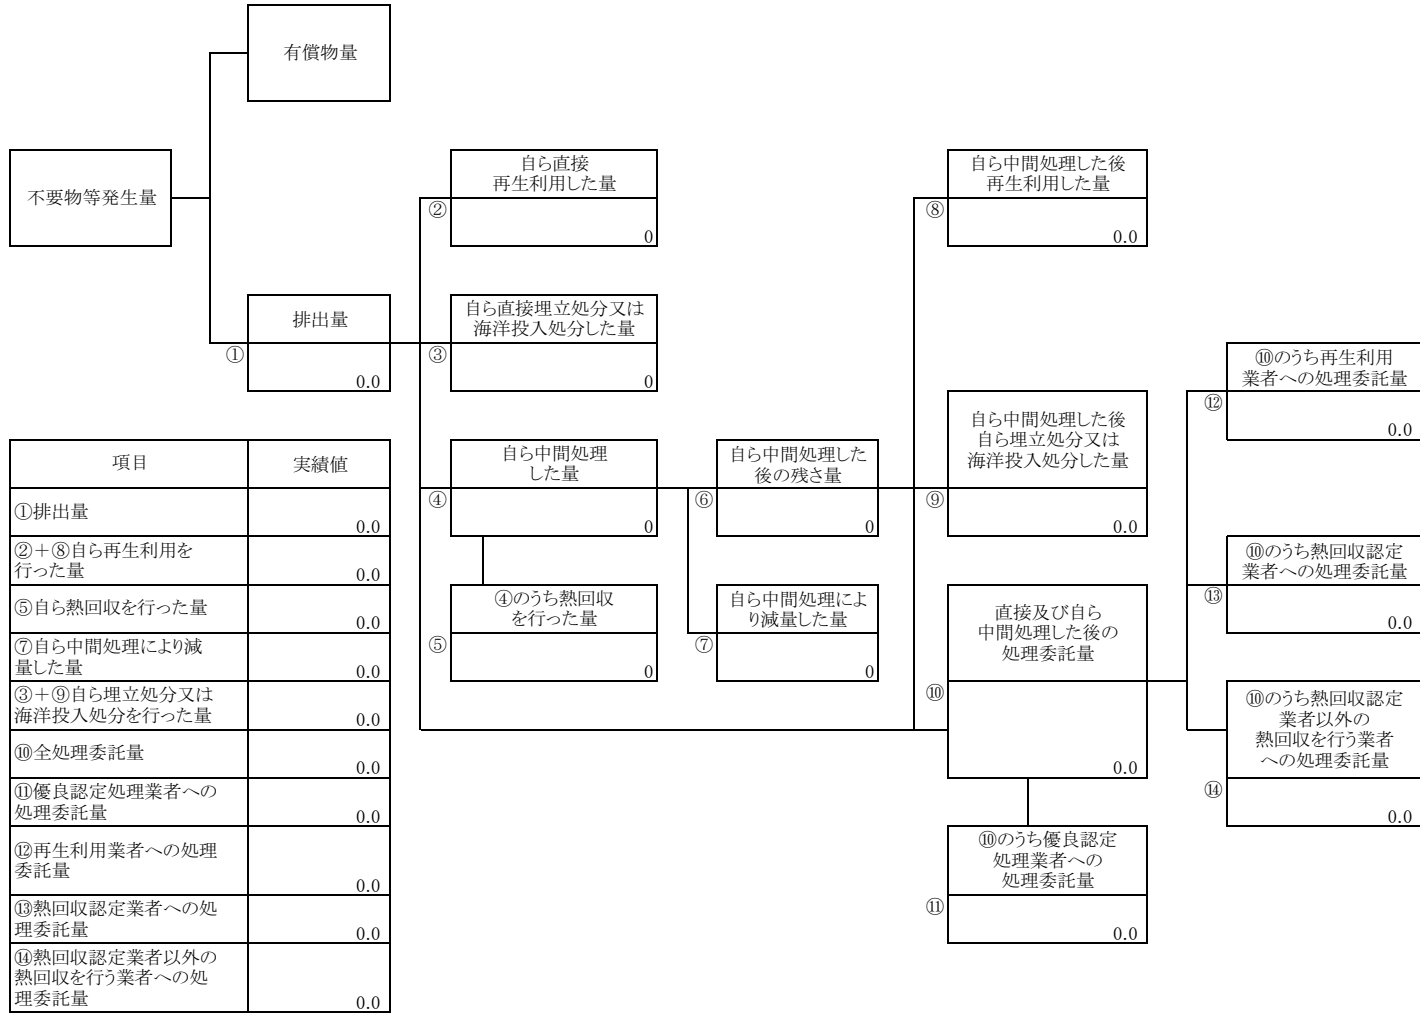 有償物量
不要物等発生量
自ら直接
再生利用した量
②
0
自ら中間処理した後
再生利用した量
⑧
0.0
排出量
①
0.0
自ら直接埋立処分又は
海洋投入処分した量
③
0
⑩のうち再生利用
業者への処理委託量
⑫
0.0
自ら中間処理
した量
④
0
自ら中間処理した
後の残さ量
⑥
0
自ら中間処理した後
自ら埋立処分又は
海洋投入処分した量
⑨
0.0
⑩のうち熱回収認定
業者への処理委託量
⑬
0.0
④のうち熱回収
を行った量
⑤
0
自ら中間処理によ
り減量した量
⑦
0
直接及び自ら
中間処理した後の
処理委託量
⑩
0.0
⑩のうち熱回収認定
業者以外の
熱回収を行う業者
への処理委託量
⑭
0.0
⑩のうち優良認定
処理業者への
処理委託量
⑪
0.0
項目
実績値
①排出量
0.0
②＋⑧自ら再生利用を
行った量
0.0
⑤自ら熱回収を行った量
0.0
⑦自ら中間処理により減
量した量
0.0
③＋⑨自ら埋立処分又は
海洋投入処分を行った量
0.0
⑩全処理委託量
0.0
⑪優良認定処理業者への
処理委託量
0.0
⑫再生利用業者への処理
委託量
0.0
⑬熱回収認定業者への処
理委託量
0.0
⑭熱回収認定業者以外の
熱回収を行う業者への処
理委託量
0.0